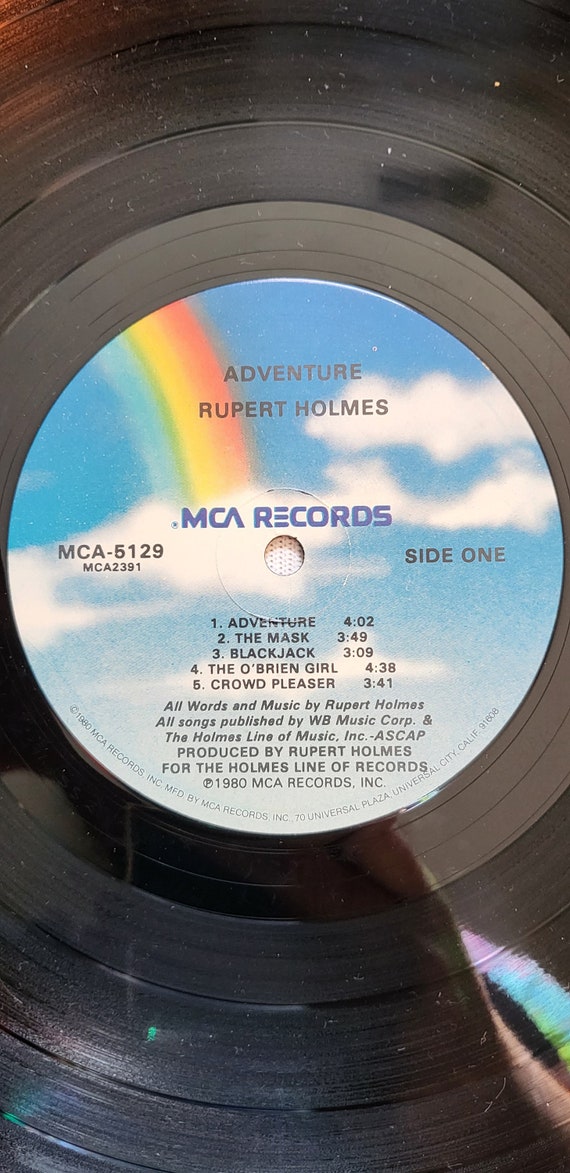 ADVENTURE
RUPERT HOLMES
®MCA RECORDS
MCA-5129
MCA2391
SIDE ONE
1. ADVENTURE 4:02
2. THE MASK 3:49
3. BLACKJACK 3:09
4. THE O'BRIEN GIRL 4:38
5. CROWD PLEASER 3:41
All Words and Music by Rupert Holmes
All songs published by WB Music Corp. &
The Holmes Line of Music, Inc.-ASCAP
PRODUCED BY RUPERT HOLMES
FOR THE HOLMES LINE OF RECORDS
℗1980 MCA RECORDS, INC.
©1980 MCA RECORDS, INC. MFD. BY MCA RECORDS, INC., 70 UNIVERSAL PLAZA, UNIVERSAL CITY, CALIF. 91608